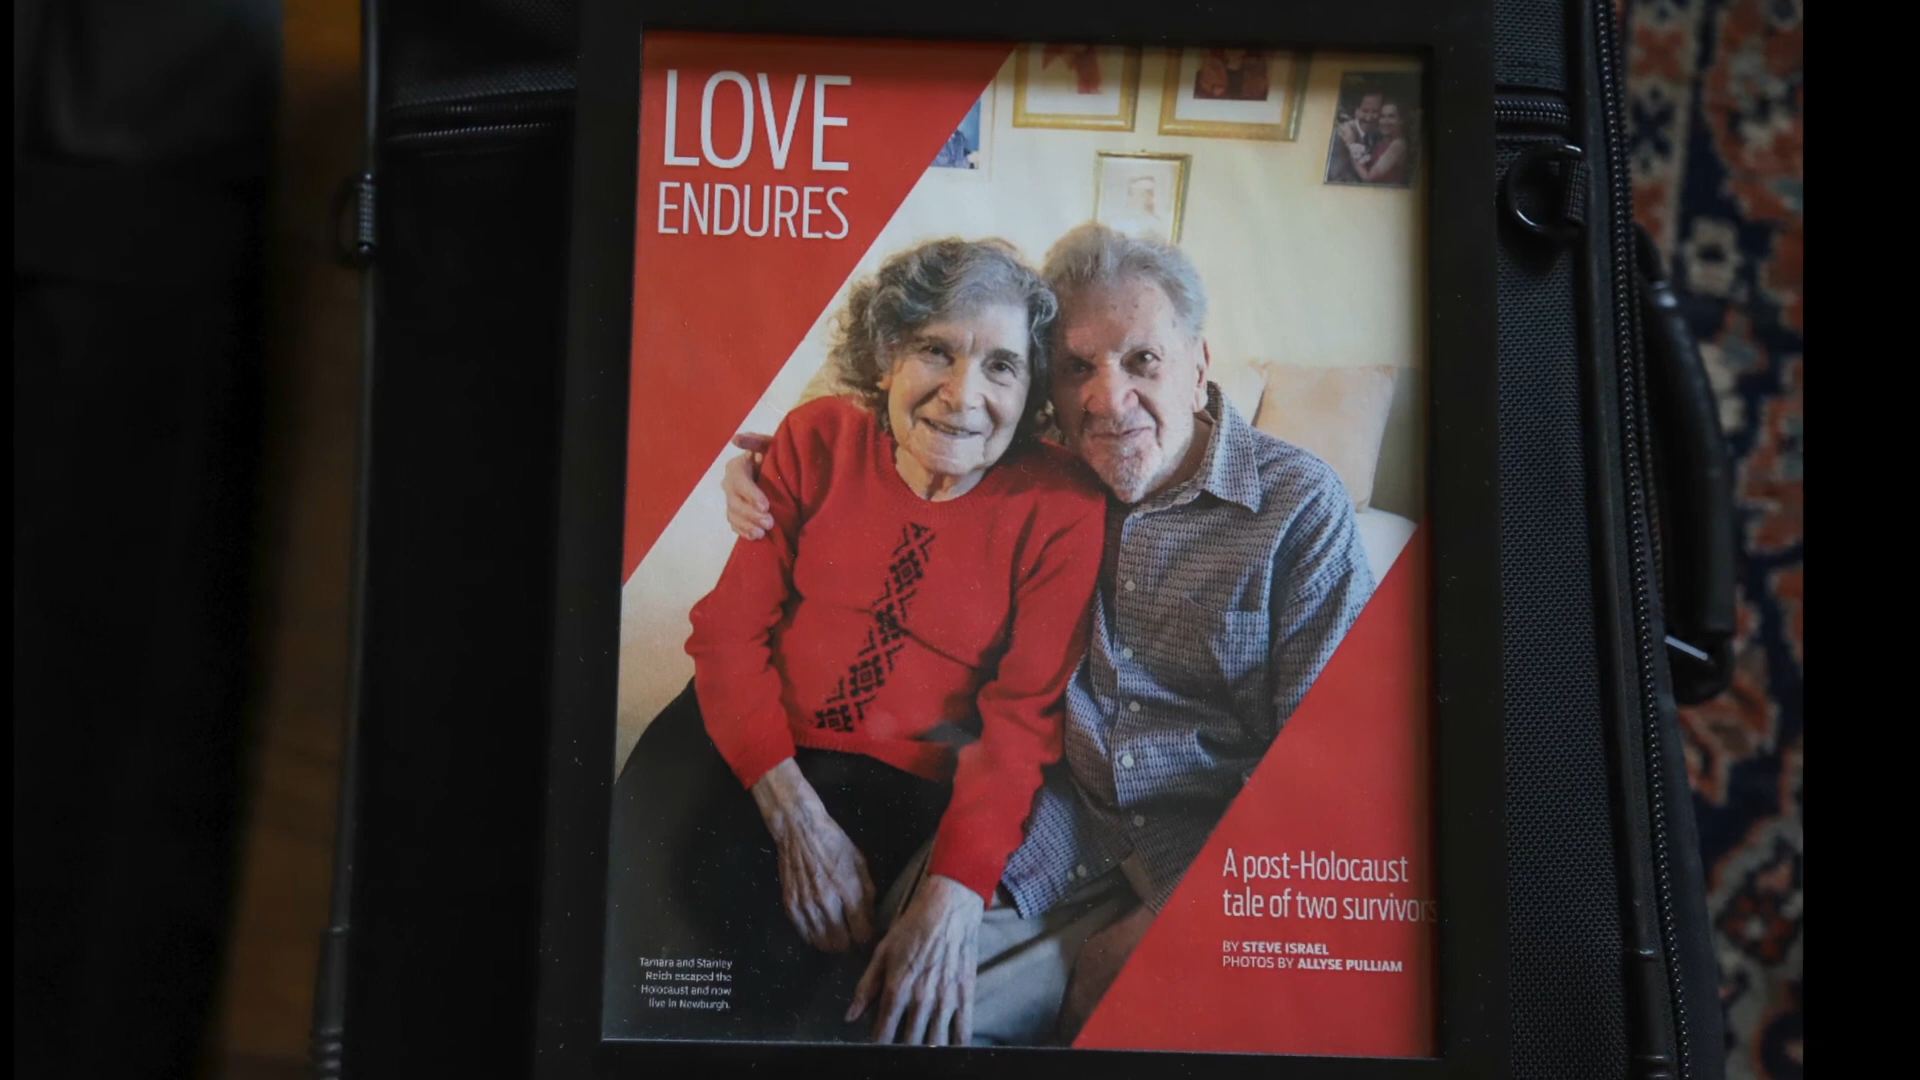 LOVE
ENDURES
A post-Holocaust
tale of two survivors
BY STEVE ISRAEL
PHOTOS BY ALLYSE PULLIAM
Tamara and Stanley
Reich escaped the
Holocaust and now
live in Newburgh.